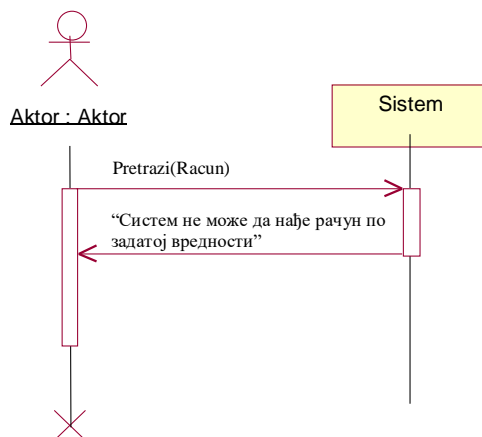 Aktor : Aktor
Sistem
Pretrazi(Racun)
“Систем не може да нађе рачун по
задатој вредности”